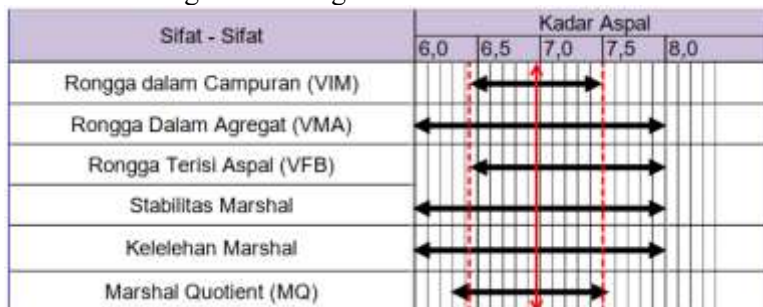 Sifat - Sifat
Kadar Aspal
6,0 6,5 7,0 7,5 8,0
Rongga dalam Campuran (VIM)
Rongga Dalam Agregat (VMA)
Rongga Terisi Aspal (VFB)
Stabilitas Marshal
Kelelehan Marshal
Marshal Quotient (MQ)